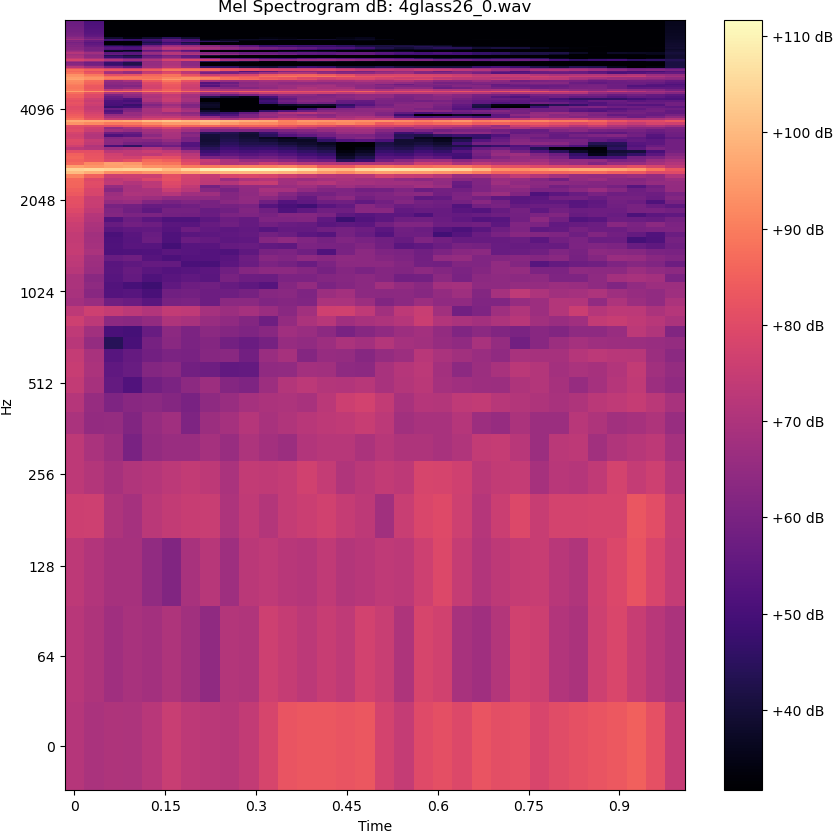 Mel Spectrogram dB: 4glass26_0.wav
+110 dB
+100 dB
+90 dB
+80 dB
+70 dB
+60 dB
+50 dB
+40 dB
4096
2048
1024
512
256
128
64
0
Hz
0 0.15 0.3 0.45 0.6 0.75 0.9
Time